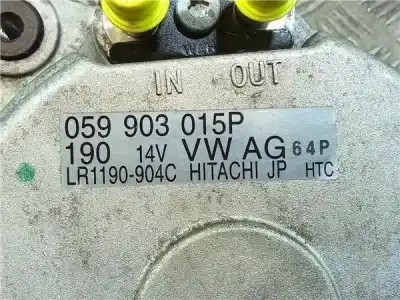 IN OUT
059 903 015P
190 14V VW AG 64P
LR1190-904C HITACHI JP HTC